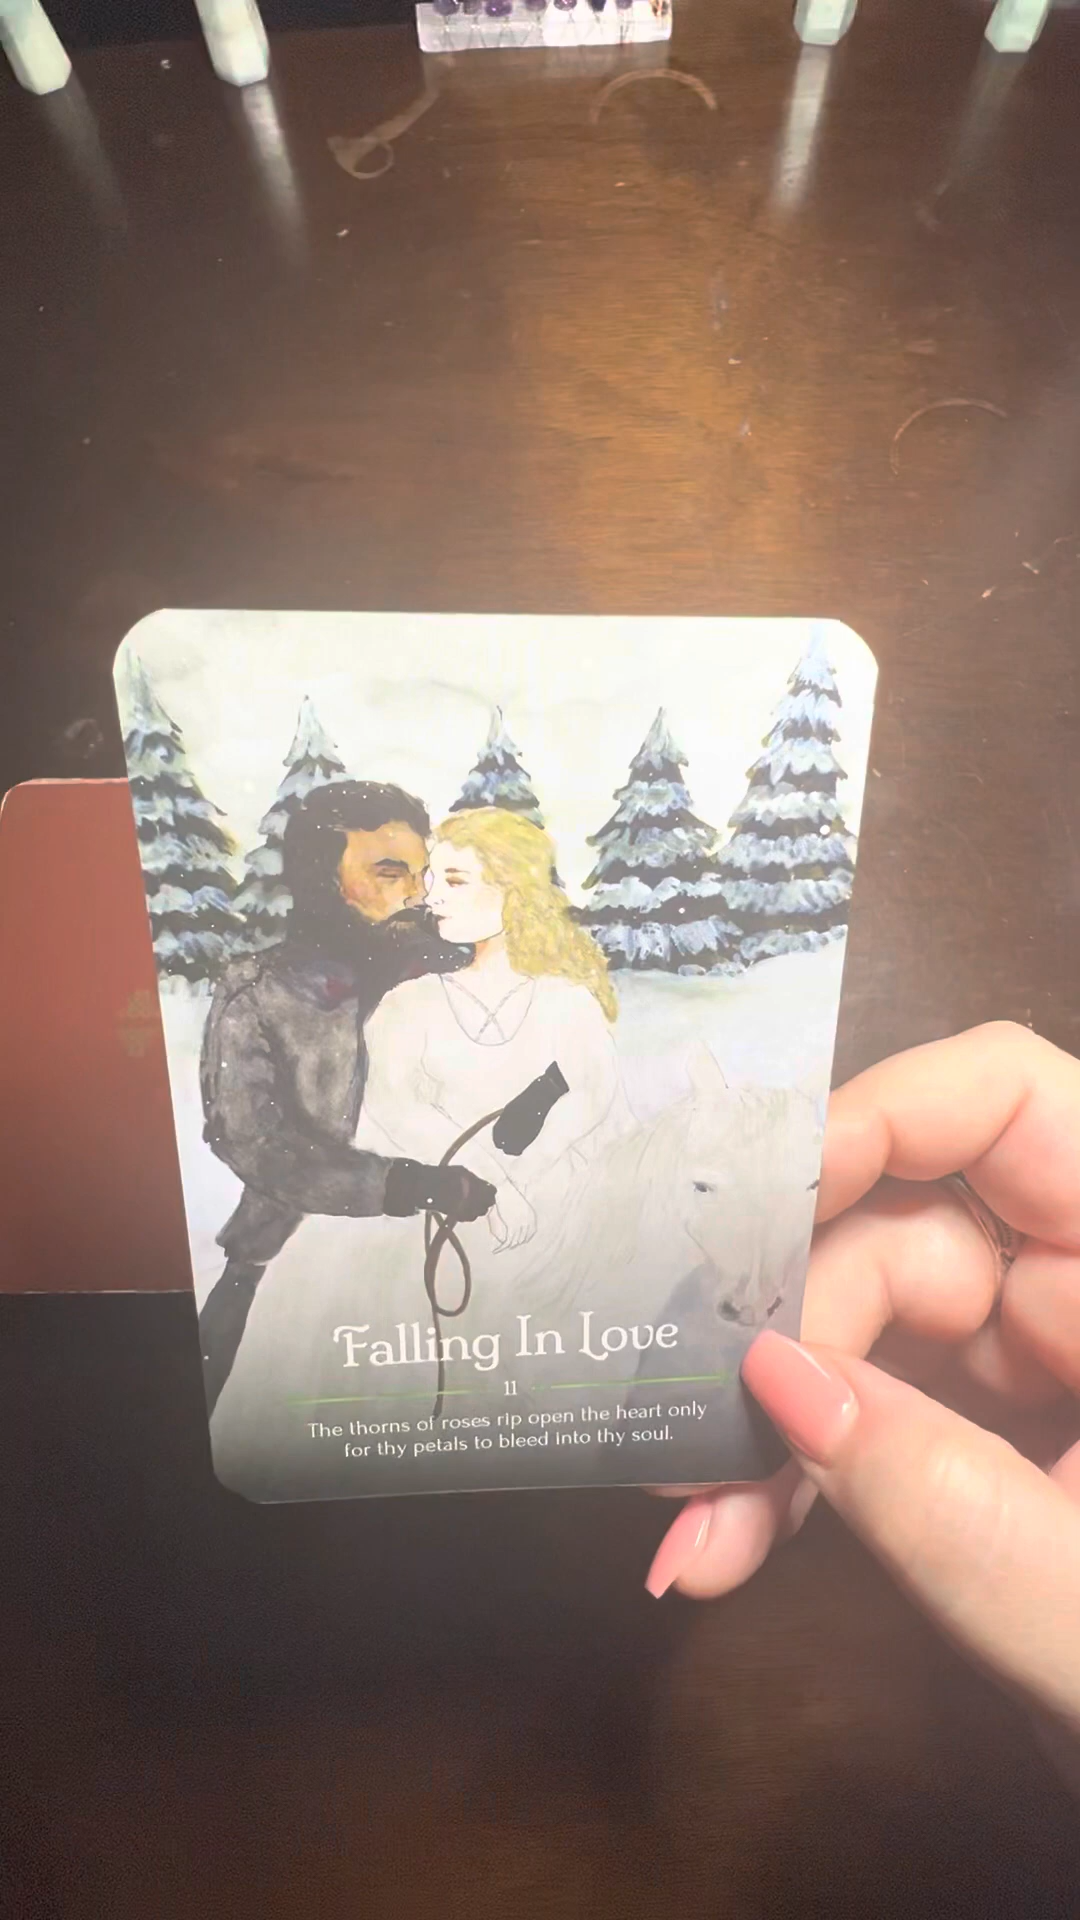 Falling In Love
11
The thorns of roses rip open the heart only
for thy petals to bleed into thy soul.